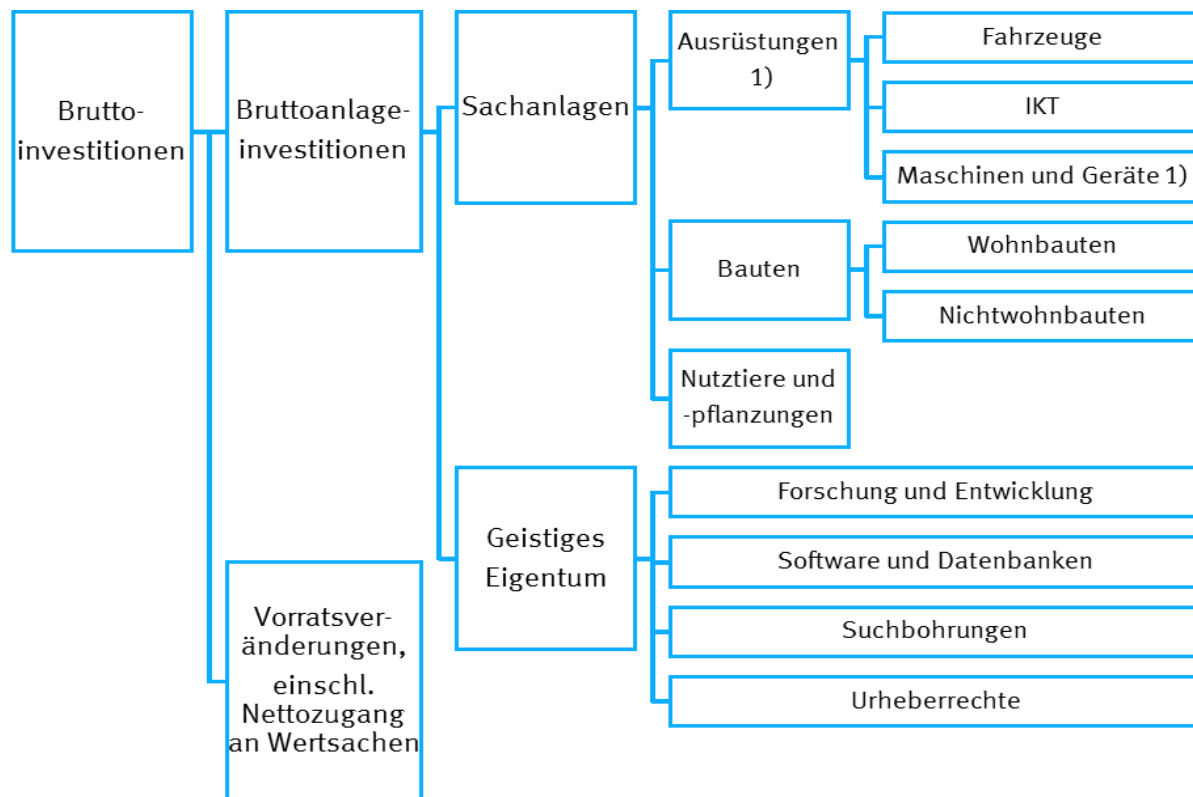 Brutto-
investitionen
Bruttoanlage-
investitionen
Sachanlagen
Ausrüstungen
1)
Fahrzeuge
IKT
Maschinen und Geräte 1)
Bauten
Wohnbauten
Nichtwohnbauten
Nutztiere und
-pflanzungen
Geistiges
Eigentum
Forschung und Entwicklung
Software und Datenbanken
Suchbohrungen
Urheberrechte
Vorratsver-
änderungen,
einschl.
Nettozugang
an Wertsachen